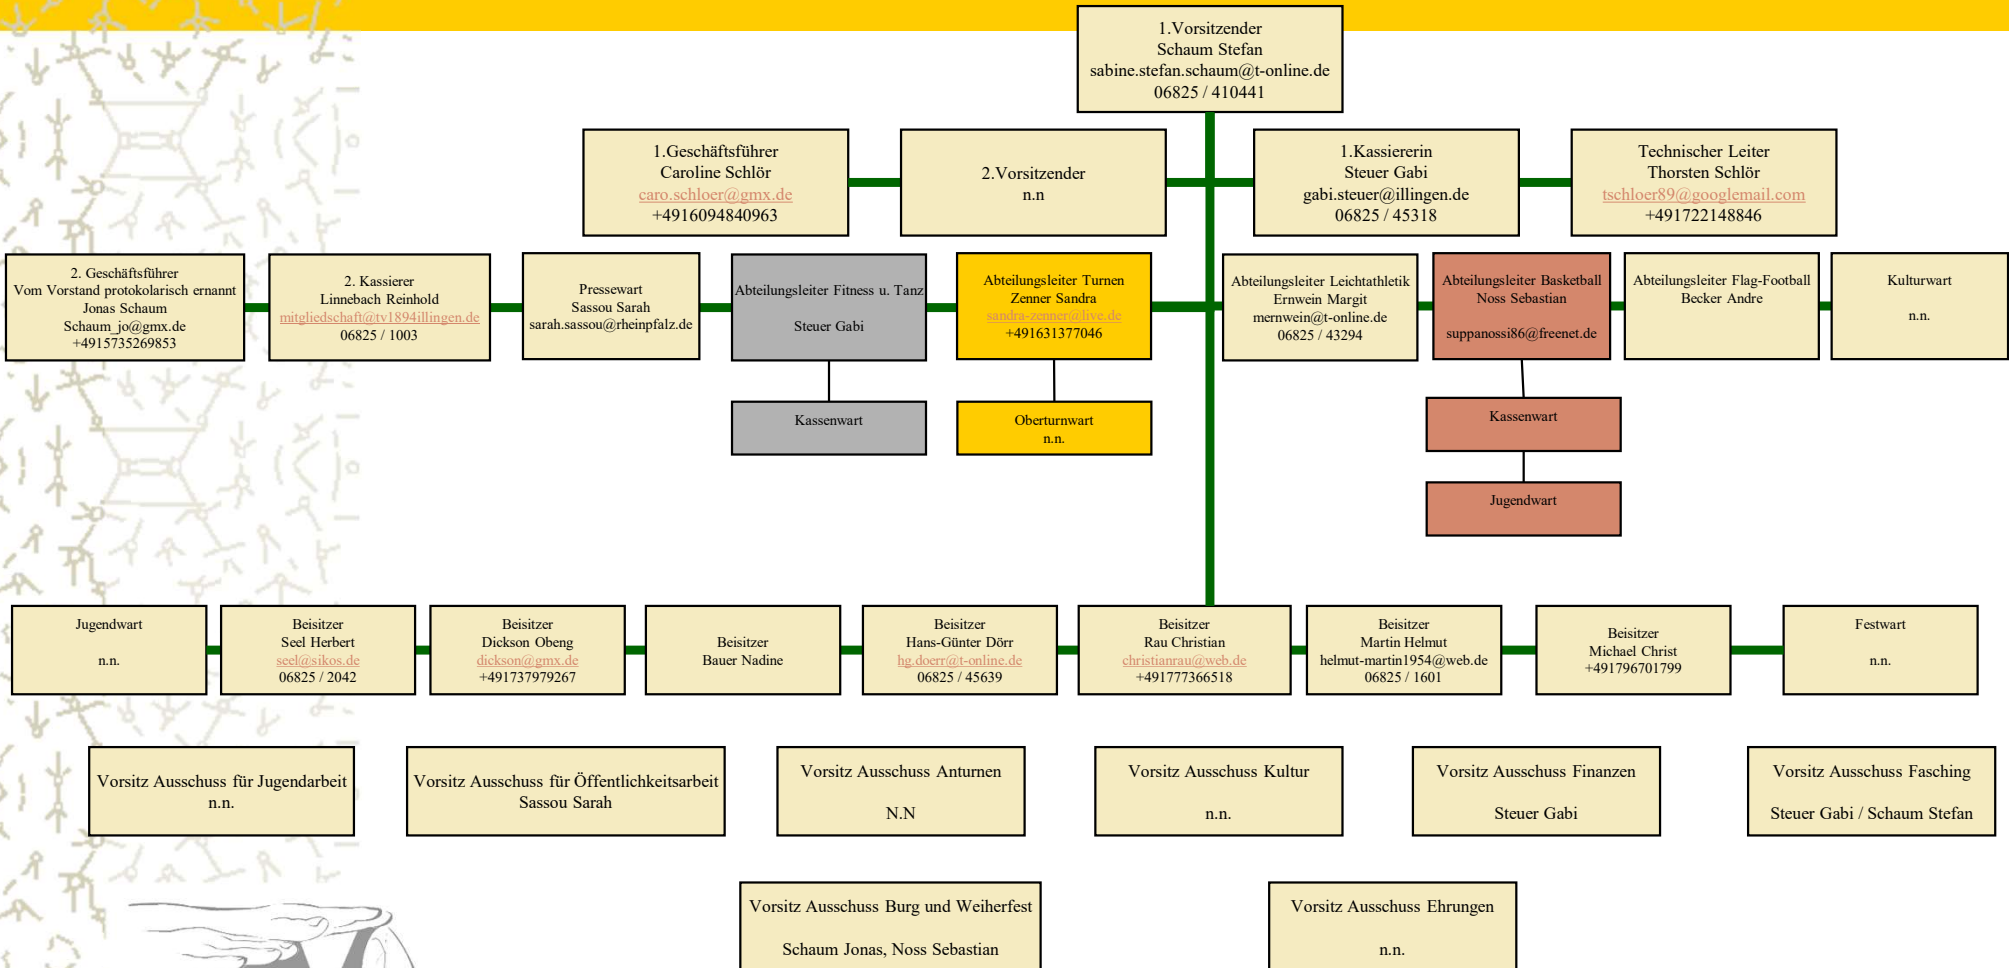 1.Vorsitzender
Schaum Stefan
sabine.stefan.schaum@t-online.de
06825 / 410441
1.Geschäftsführer
Caroline Schlör
caro.schloer@gmx.de
+4916094840963
2.Vorsitzender
n.n
1.Kassiererin
Steuer Gabi
gabi.steuer@illingen.de
06825 / 45318
Technischer Leiter
Thorsten Schlör
tschloer89@googlemail.com
+491722148846
2. Geschäftsführer
Vom Vorstand protokolarisch ernannt
Jonas Schaum
Schaum_jo@gmx.de
+4915735269853
2. Kassierer
Linnebach Reinhold
mitgliedschaft@tv1894illingen.de
06825 / 1003
Pressewart
Sassou Sarah
sarah.sassou@rheinpfalz.de
Abteilungsleiter Fitness u. Tanz
Steuer Gabi
Abteilungsleiter Turnen
Zenner Sandra
sandra-zenner@live.de
+491631377046
Abteilungsleiter Leichtathletik
Ernwein Margit
mernwein@t-online.de
06825 / 43294
Abteilungsleiter Basketball
Noss Sebastian
suppanossi86@freenet.de
Abteilungsleiter Flag-Football
Becker Andre
Kulturwart
n.n.
Kassenwart
Oberturnwart
n.n.
Kassenwart
Jugendwart
Jugendwart
n.n.
Beisitzer
Seel Herbert
seel@sikos.de
06825 / 2042
Beisitzer
Dickson Obeng
dickson@gmx.de
+491737979267
Beisitzer
Bauer Nadine
Beisitzer
Hans-Günter Dörr
hg.doerr@t-online.de
06825 / 45639
Beisitzer
Rau Christian
christianrau@web.de
+491777366518
Beisitzer
Martin Helmut
helmut-martin1954@web.de
06825 / 1601
Beisitzer
Michael Christ
+491796701799
Festwart
n.n.
Vorsitz Ausschuss für Jugendarbeit
n.n.
Vorsitz Ausschuss für Öffentlichkeitsarbeit
Sassou Sarah
Vorsitz Ausschuss Anturnen
N.N
Vorsitz Ausschuss Kultur
n.n.
Vorsitz Ausschuss Finanzen
Steuer Gabi
Vorsitz Ausschuss Fasching
Steuer Gabi / Schaum Stefan
Vorsitz Ausschuss Burg und Weiherfest
Schaum Jonas, Noss Sebastian
Vorsitz Ausschuss Ehrungen
n.n.